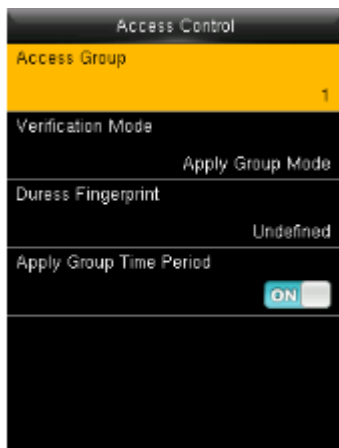 Access Control
Access Group
1
Verification Mode
Apply Group Mode
Duress Fingerprint
Undefined
Apply Group Time Period
ON